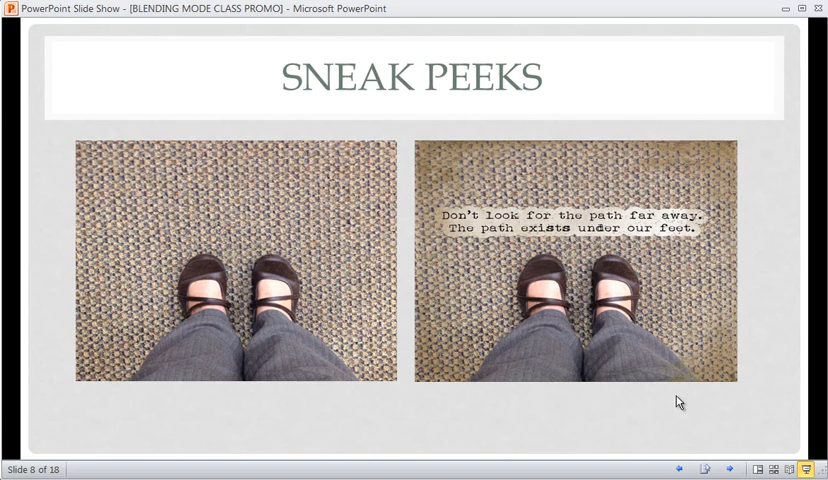 PowerPoint Slide Show - [BLENDING MODE CLASS PROMO] - Microsoft PowerPoint
SNEAK PEEKS
Don't look for the path far away.
The path exists under our feet.
Slide 8 of 18